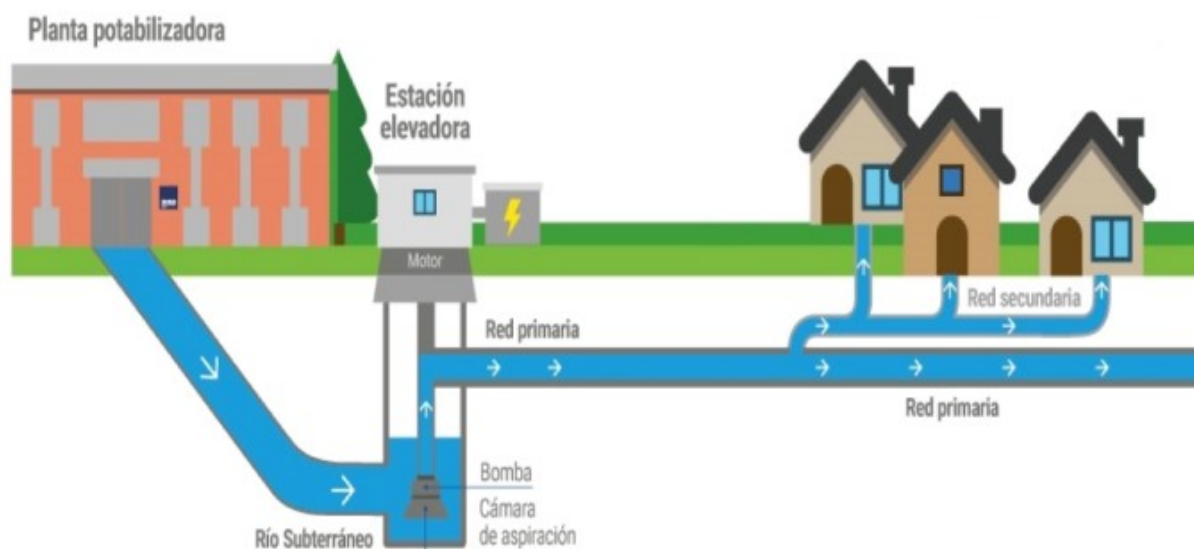 Planta potabilizadora
Estación
elevadora
Motor
Red primaria
Red secundaria
Red primaria
Bomba
Cámara
de aspiración
Río Subterráneo